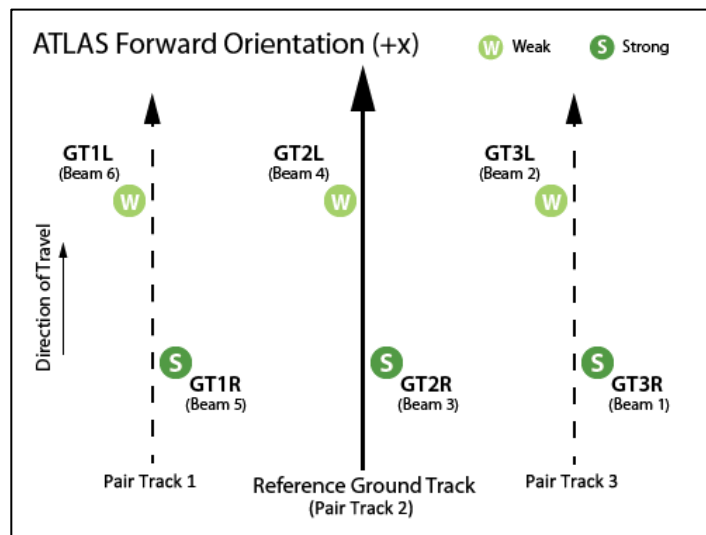 ATLAS Forward Orientation (+x)
W Weak
S Strong
GT1L
(Beam 6)
W
GT2L
(Beam 4)
W
GT3L
(Beam 2)
W
Direction of Travel
S
GT1R
(Beam 5)
S
GT2R
(Beam 3)
S
GT3R
(Beam 1)
Pair Track 1
Reference Ground Track
(Pair Track 2)
Pair Track 3